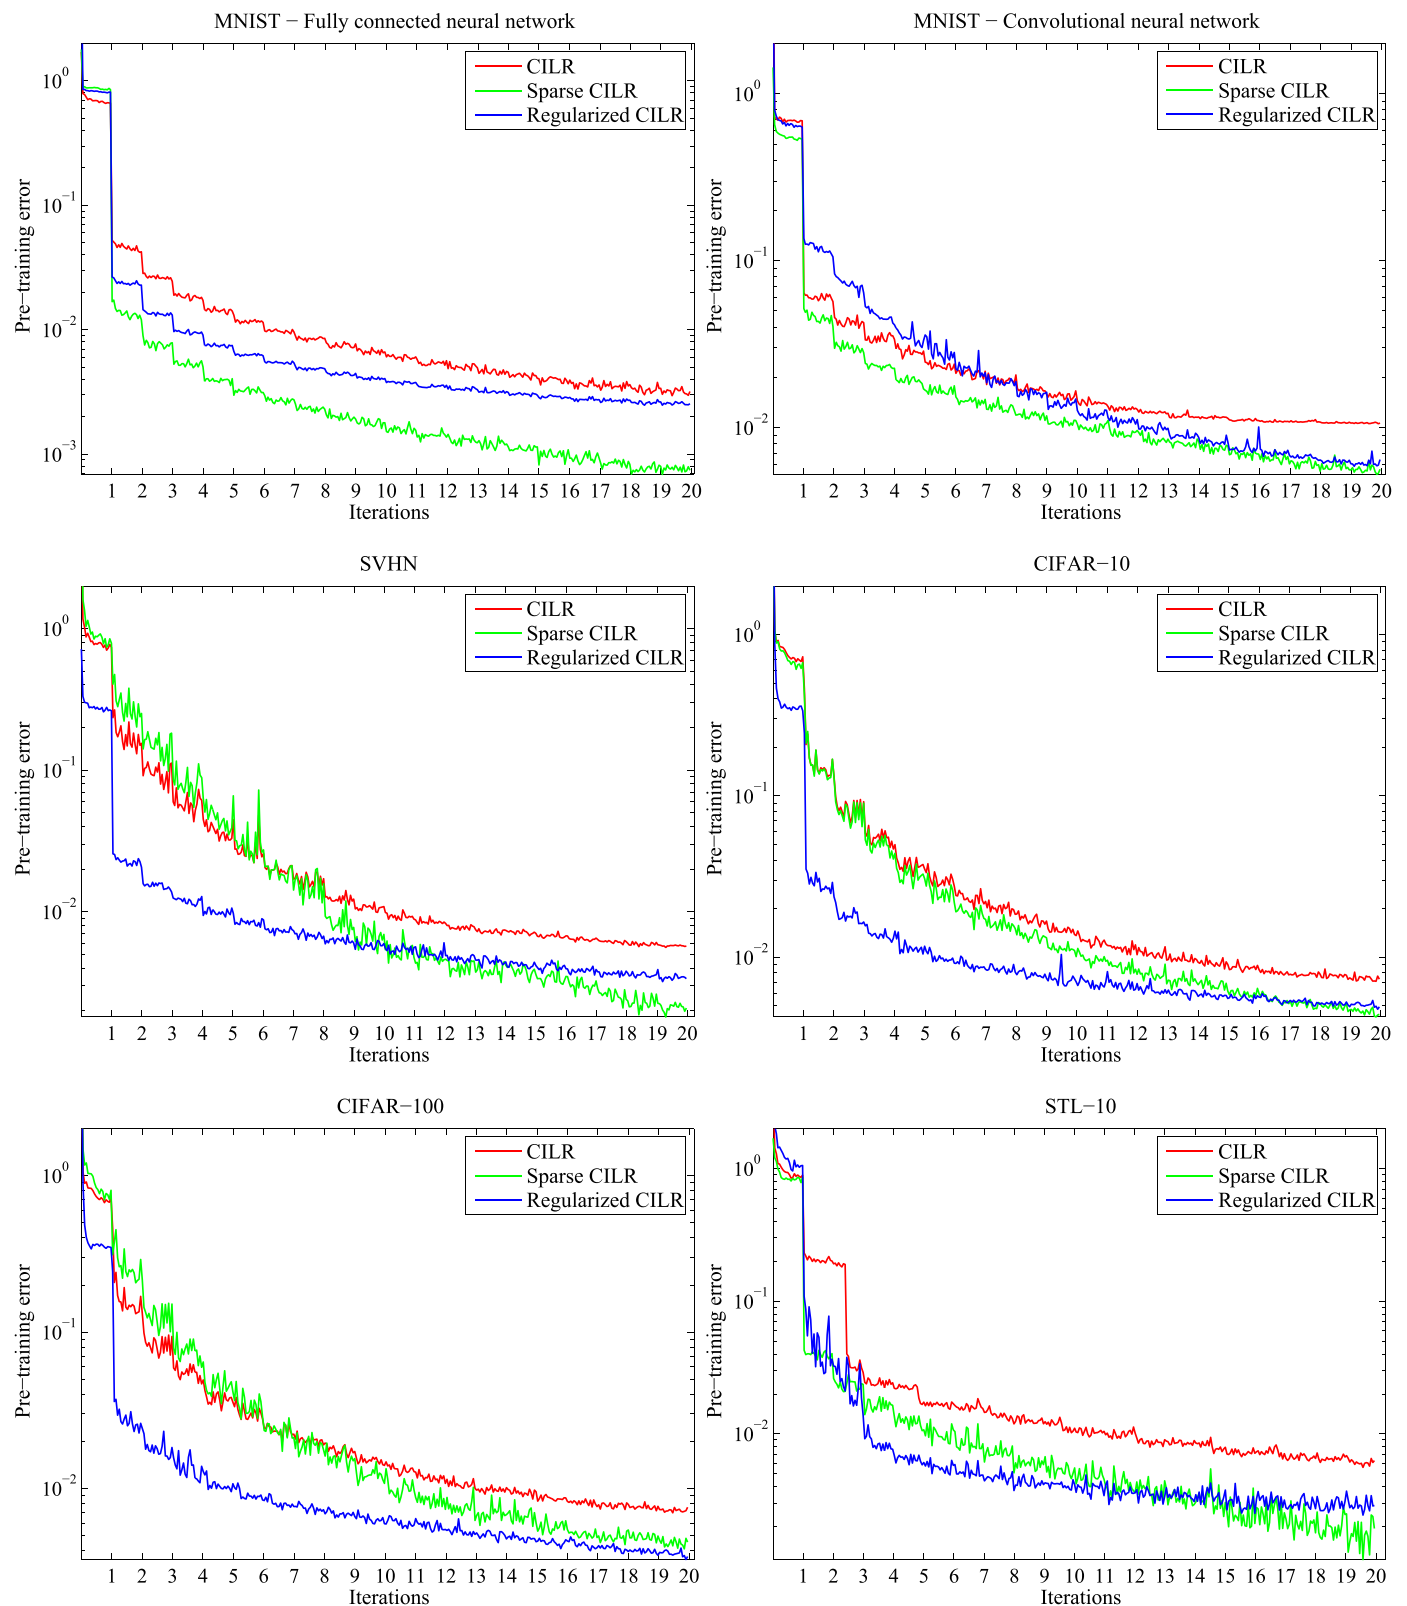 MNIST − Fully connected neural network
CILR
Sparse CILR
Regularized CILR
Pre−training error
10^0
10^−1
10^−2
10^−3
1 2 3 4 5 6 7 8 9 10 11 12 13 14 15 16 17 18 19 20
Iterations
MNIST − Convolutional neural network
CILR
Sparse CILR
Regularized CILR
Pre−training error
10^0
10^−1
10^−2
1 2 3 4 5 6 7 8 9 10 11 12 13 14 15 16 17 18 19 20
Iterations
SVHN
CILR
Sparse CILR
Regularized CILR
Pre−training error
10^0
10^−1
10^−2
1 2 3 4 5 6 7 8 9 10 11 12 13 14 15 16 17 18 19 20
Iterations
CIFAR−10
CILR
Sparse CILR
Regularized CILR
Pre−training error
10^0
10^−1
10^−2
1 2 3 4 5 6 7 8 9 10 11 12 13 14 15 16 17 18 19 20
Iterations
CIFAR−100
CILR
Sparse CILR
Regularized CILR
Pre−training error
10^0
10^−1
10^−2
1 2 3 4 5 6 7 8 9 10 11 12 13 14 15 16 17 18 19 20
Iterations
STL−10
CILR
Sparse CILR
Regularized CILR
Pre−training error
10^0
10^−1
10^−2
1 2 3 4 5 6 7 8 9 10 11 12 13 14 15 16 17 18 19 20
Iterations